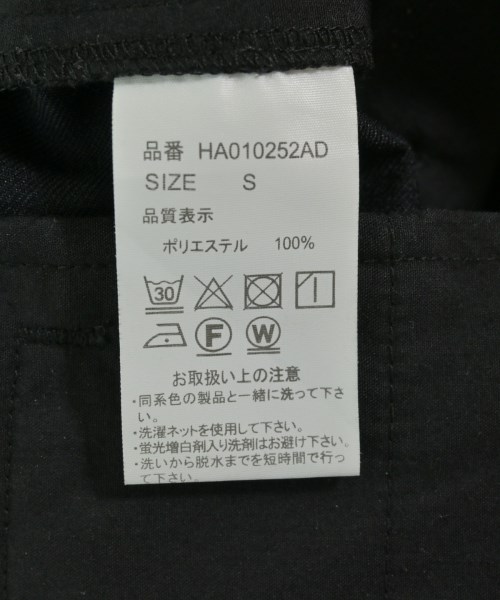 品番 HA010252AD
SIZE S
品質表示
ポリエステル 100%
30
F W
お取扱い上の注意
・同系色の製品と一緒に洗って下さ
い。
・洗濯ネットを使用して下さい。
・蛍光増白剤入り洗剤はお避け下さい。
・洗いから脱水までを短時間で行っ
て下さい。